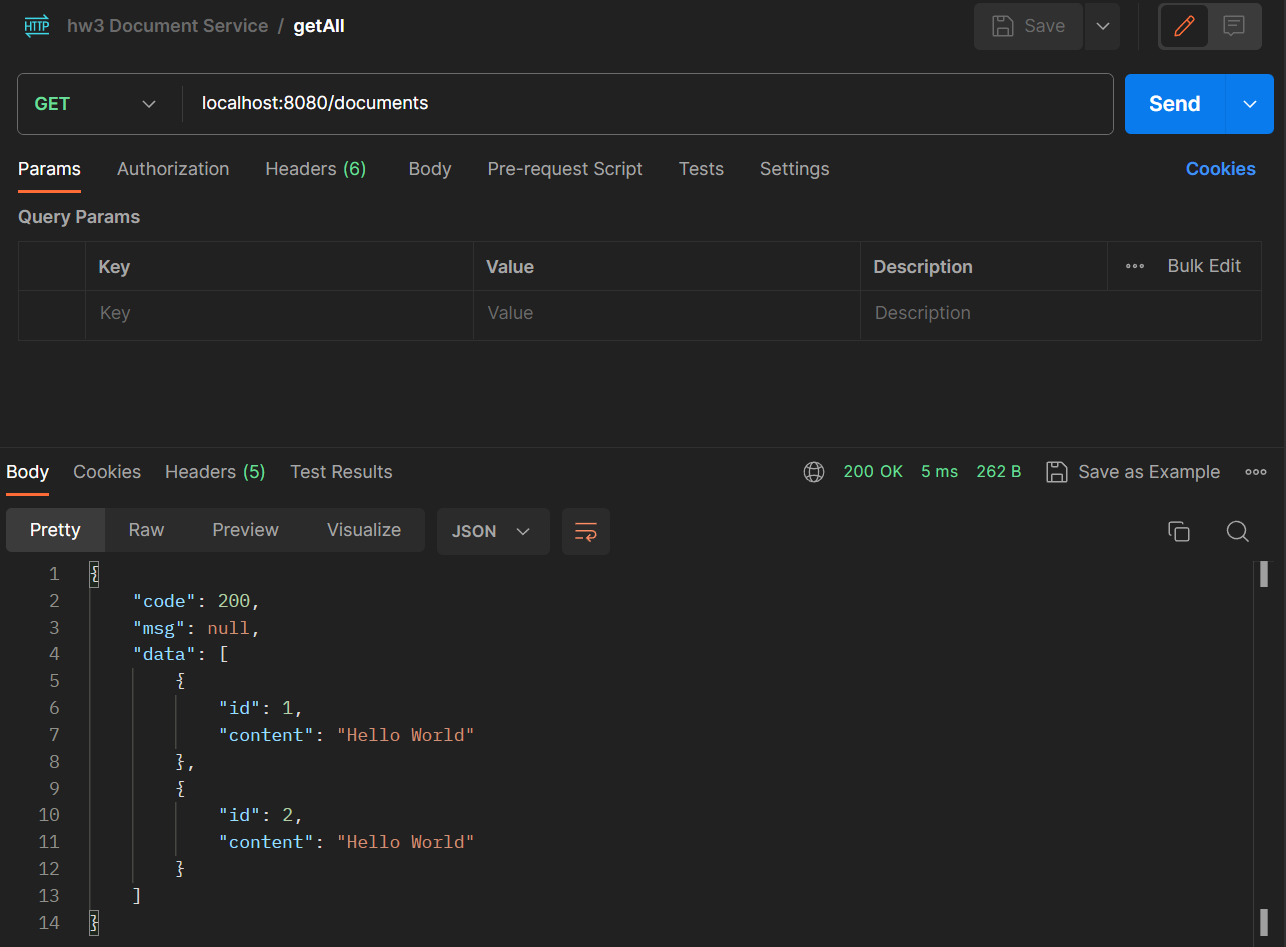 HTTP hw3 Document Service / getAll Save
GET localhost:8080/documents Send
Params Authorization Headers (6) Body Pre-request Script Tests Settings Cookies
Query Params
Key Value Description Bulk Edit
Key Value Description
Body Cookies Headers (5) Test Results 200 OK 5 ms 262 B Save as Example
Pretty Raw Preview Visualize JSON
1 {
2 "code": 200,
3 "msg": null,
4 "data": [
5 {
6 "id": 1,
7 "content": "Hello World"
8 },
9 {
10 "id": 2,
11 "content": "Hello World"
12 }
13 ]
14 }